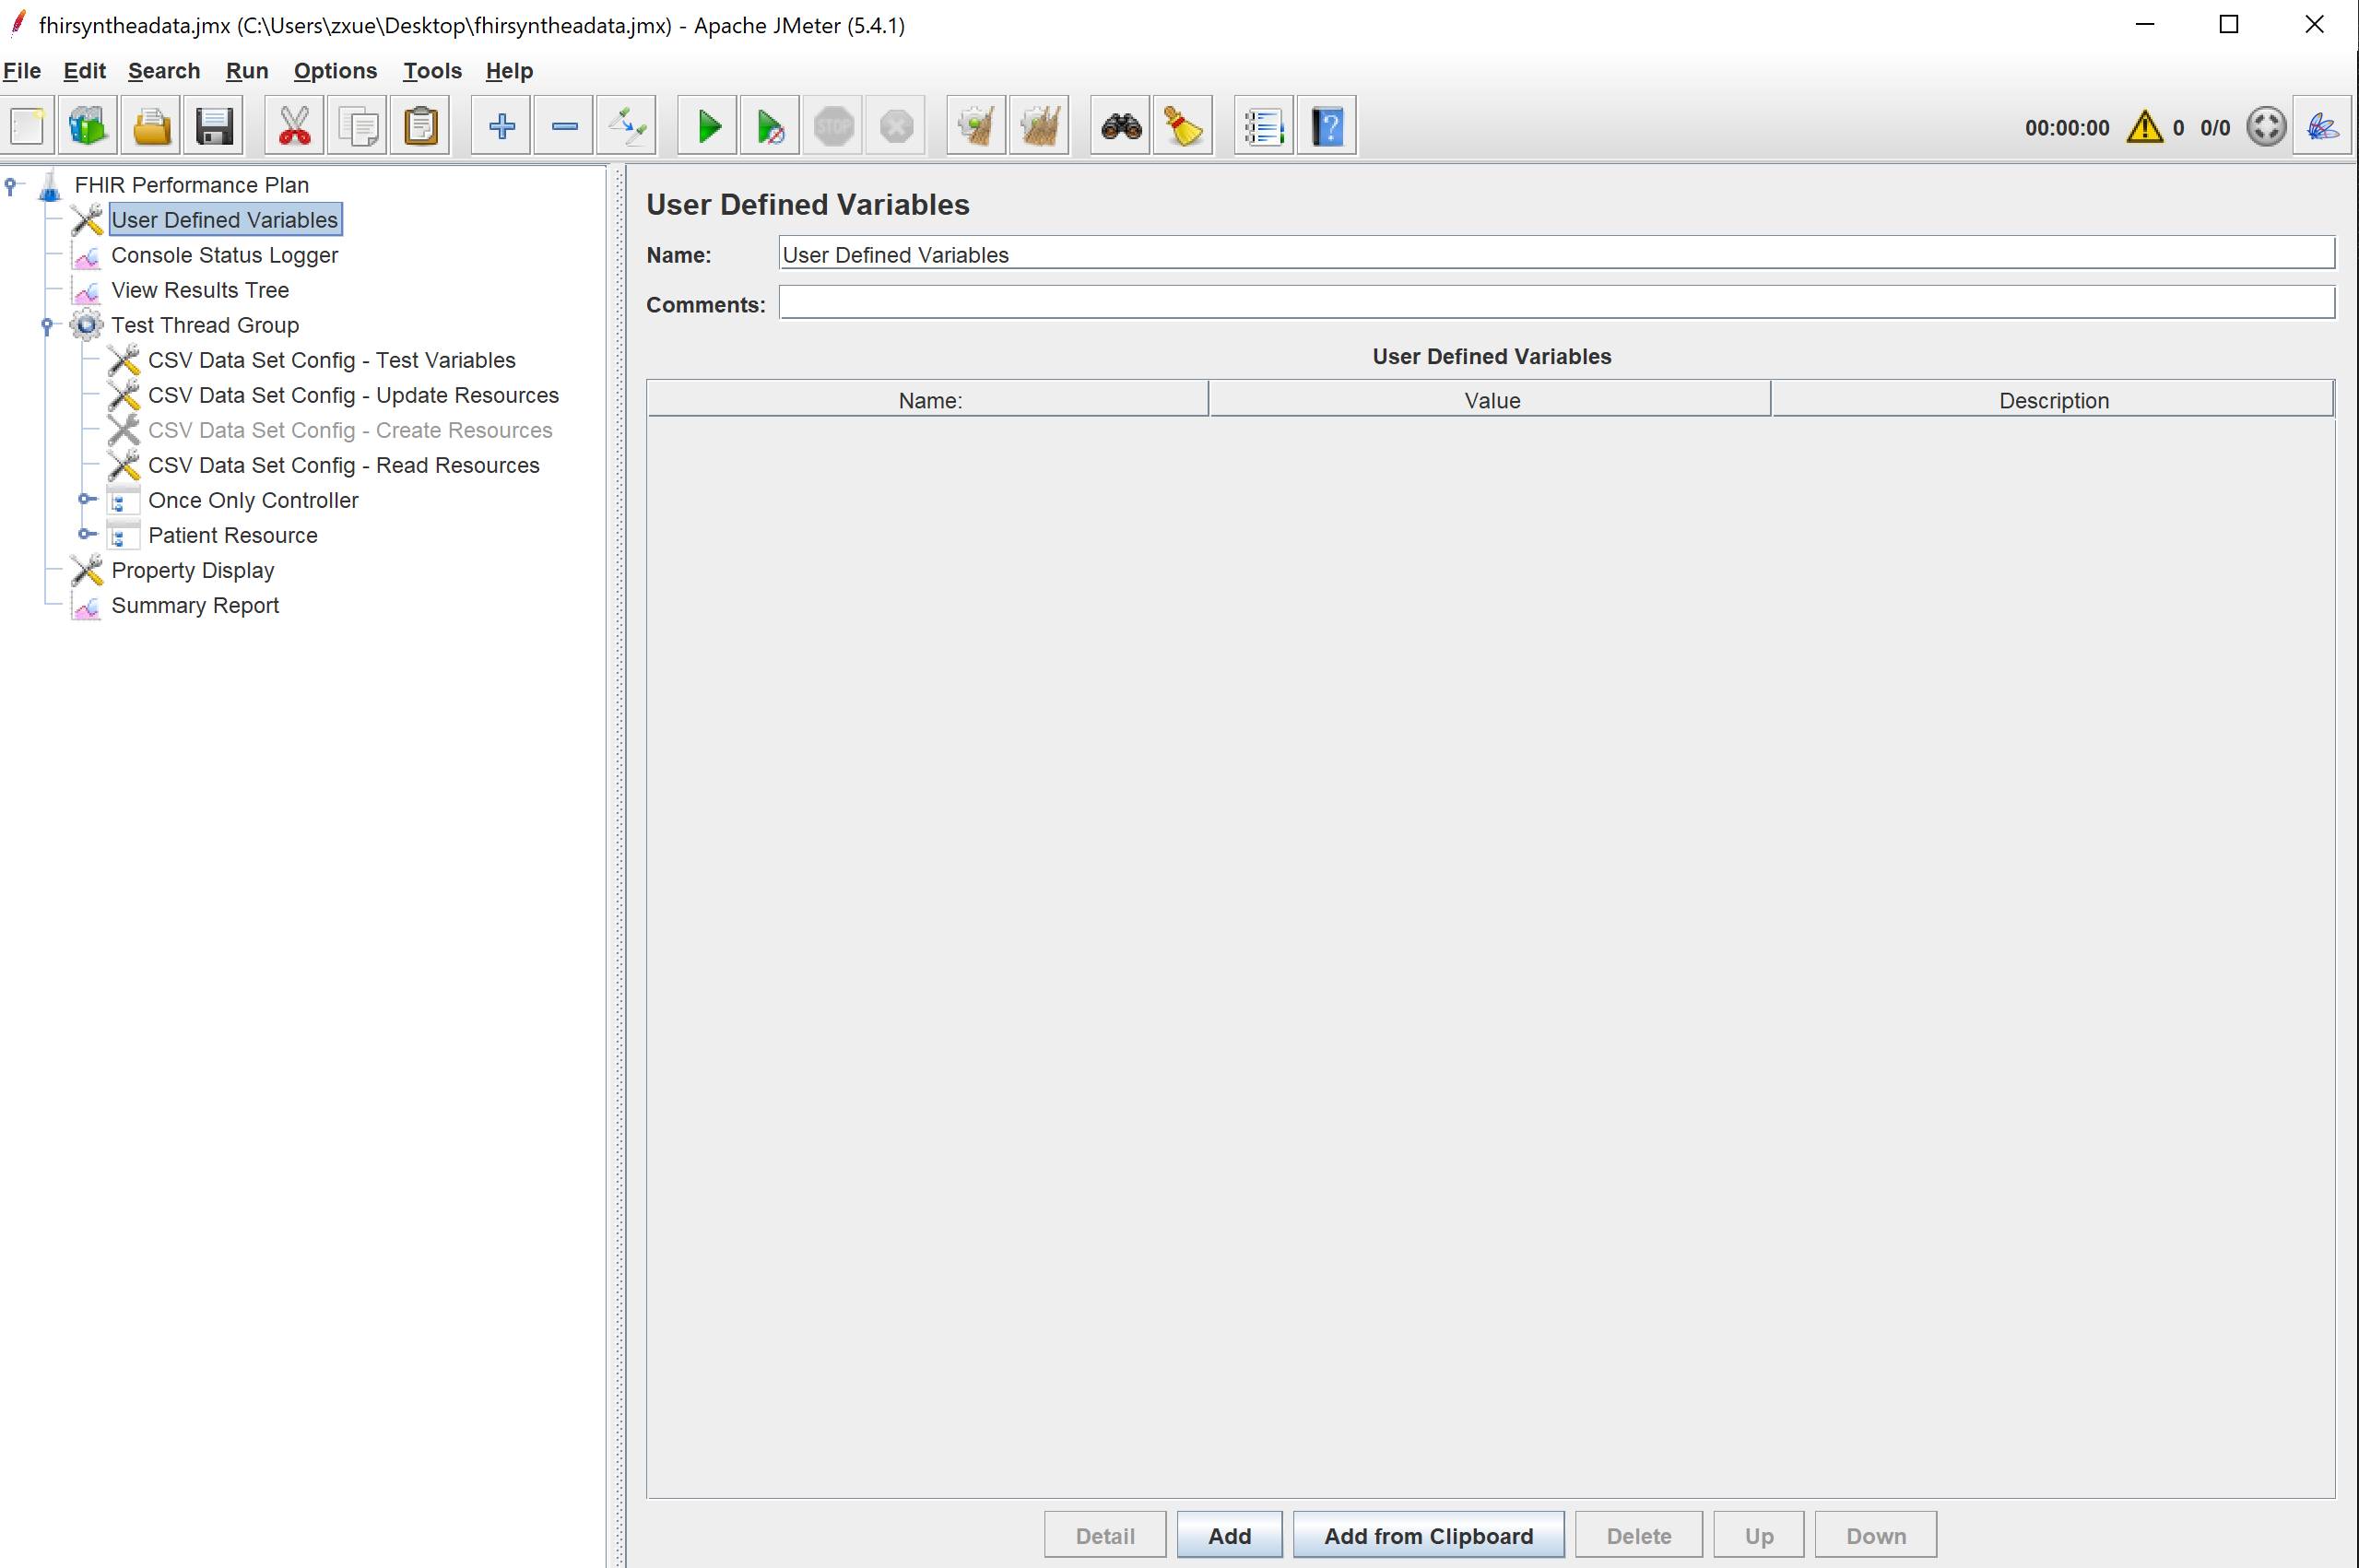 fhirsyntheadata.jmx (C:\Users\zxue\Desktop\fhirsyntheadata.jmx) - Apache JMeter (5.4.1)
File Edit Search Run Options Tools Help
STOP
?
00:00:00 ! 0 0/0
FHIR Performance Plan
User Defined Variables
Console Status Logger
View Results Tree
Test Thread Group
CSV Data Set Config - Test Variables
CSV Data Set Config - Update Resources
CSV Data Set Config - Create Resources
CSV Data Set Config - Read Resources
Once Only Controller
Patient Resource
Property Display
Summary Report
User Defined Variables
Name: User Defined Variables
Comments:
User Defined Variables
Name: Value Description
Detail Add Add from Clipboard Delete Up Down